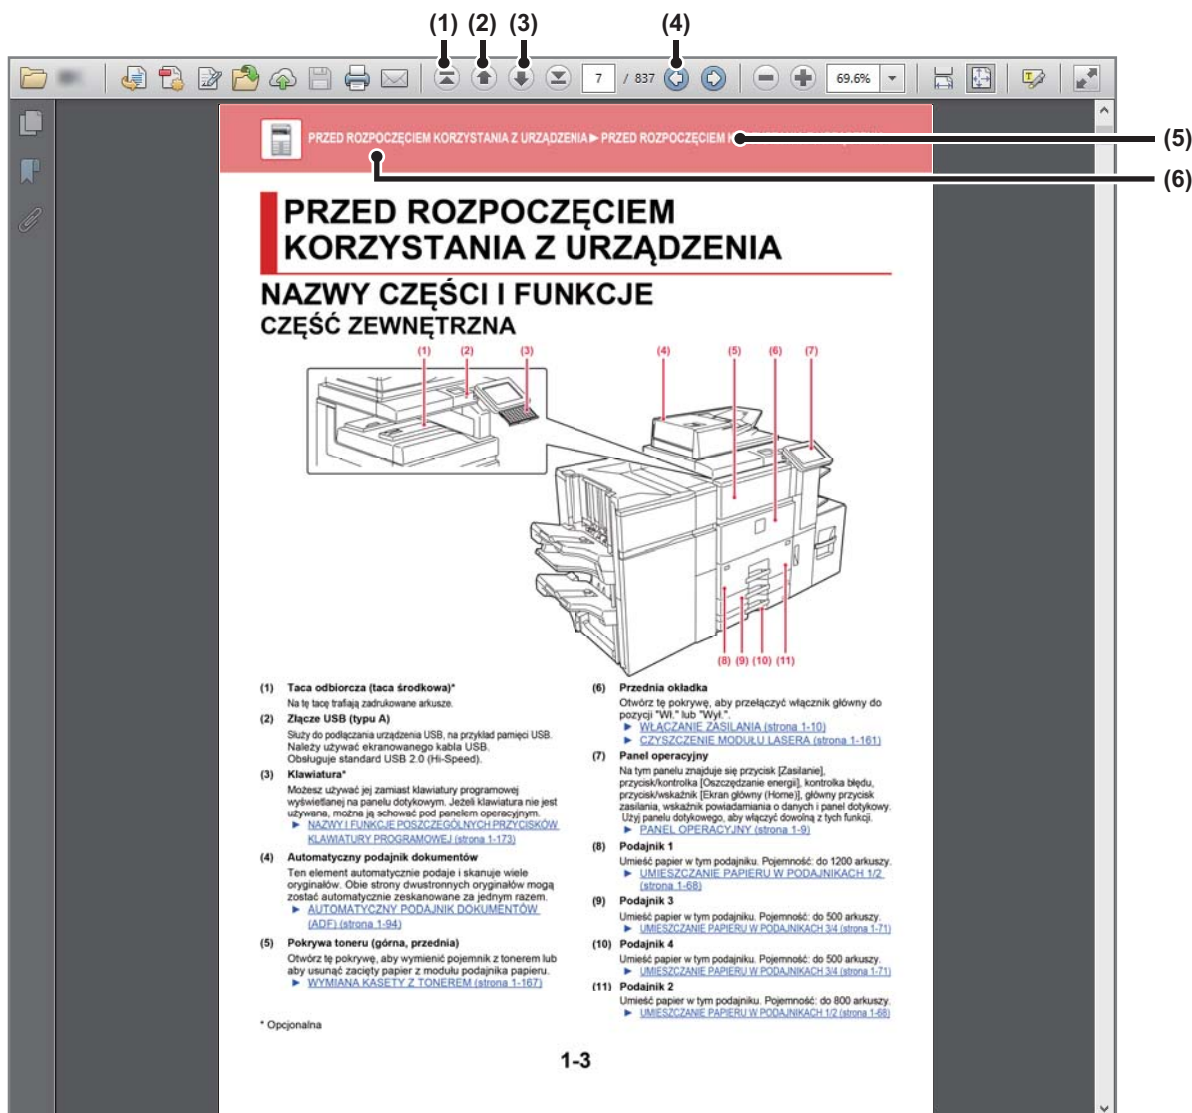 (1) (2) (3) (4)
7 / 837 69.6%
PRZED ROZPOCZĘCIEM KORZYSTANIA Z URZĄDZENIA ► PRZED ROZPOCZĘCIEM
(5)
(6)
PRZED ROZPOCZĘCIEM
KORZYSTANIA Z URZĄDZENIA
NAZWY CZĘŚCI I FUNKCJE
CZĘŚĆ ZEWNĘTRZNA
(1) (2) (3) (4) (5) (6) (7)
(8) (9) (10) (11)
(1) Taca odbiorcza (taca środkowa)*
Na tę tacę trafiają zadrukowane arkusze.
(2) Złącze USB (typu A)
Służy do podłączania urządzenia USB, na przykład pamięci USB.
Należy używać ekranowanego kabla USB.
Obsługuje standard USB 2.0 (Hi-Speed).
(3) Klawiatura*
Możesz używać jej zamiast klawiatury programowej
wyświetlanej na panelu dotykowym. Jeżeli klawiatura nie jest
używana, można ją schować pod panelem operacyjnym.
► NAZWY I FUNKCJE POSZCZEGÓLNYCH PRZYCISKÓW
KLAWIATURY PROGRAMOWEJ (strona 1-173)
(4) Automatyczny podajnik dokumentów
Ten element automatycznie podaje i skanuje wiele
oryginałów. Obie strony dwustronnych oryginałów mogą
zostać automatycznie zeskanowane za jednym razem.
► AUTOMATYCZNY PODAJNIK DOKUMENTÓW
(ADF) (strona 1-94)
(5) Pokrywa toneru (górna, przednia)
Otwórz tę pokrywę, aby wymienić pojemnik z tonerem lub
aby usunąć zacięty papier z modułu podajnika papieru.
► WYMIANA KASETY Z TONEREM (strona 1-167)
* Opcjonalna
(6) Przednia okładka
Otwórz tę pokrywę, aby przełączyć włącznik główny do
pozycji "Wł." lub "Wył.".
► WŁĄCZANIE ZASILANIA (strona 1-10)
► CZYSZCZENIE MODUŁU LASERA (strona 1-161)
(7) Panel operacyjny
Na tym panelu znajduje się przycisk [Zasilanie],
przycisk/kontrolka [Oszczędzanie energii], kontrolka błędu,
przycisk/wskaźnik [Ekran główny (Home)], główny przycisk
zasilania, wskaźnik powiadamiania o danych i panel dotykowy.
Użyj panelu dotykowego, aby włączyć dowolną z tych funkcji.
► PANEL OPERACYJNY (strona 1-9)
(8) Podajnik 1
Umieść papier w tym podajniku. Pojemność: do 1200 arkuszy.
► UMIESZCZANIE PAPIERU W PODAJNIKACH 1/2
(strona 1-68)
(9) Podajnik 3
Umieść papier w tym podajniku. Pojemność: do 500 arkuszy.
► UMIESZCZANIE PAPIERU W PODAJNIKACH 3/4 (strona 1-71)
(10) Podajnik 4
Umieść papier w tym podajniku. Pojemność: do 500 arkuszy.
► UMIESZCZANIE PAPIERU W PODAJNIKACH 3/4 (strona 1-71)
(11) Podajnik 2
Umieść papier w tym podajniku. Pojemność: do 800 arkuszy.
► UMIESZCZANIE PAPIERU W PODAJNIKACH 1/2 (strona 1-68)
1-3